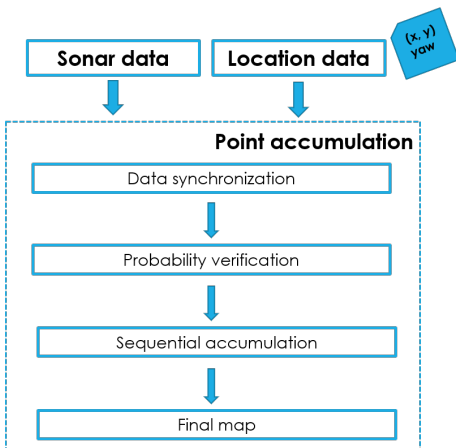 Sonar data
Location data
(x, y)
yaw
Point accumulation
Data synchronization
Probability verification
Sequential accumulation
Final map